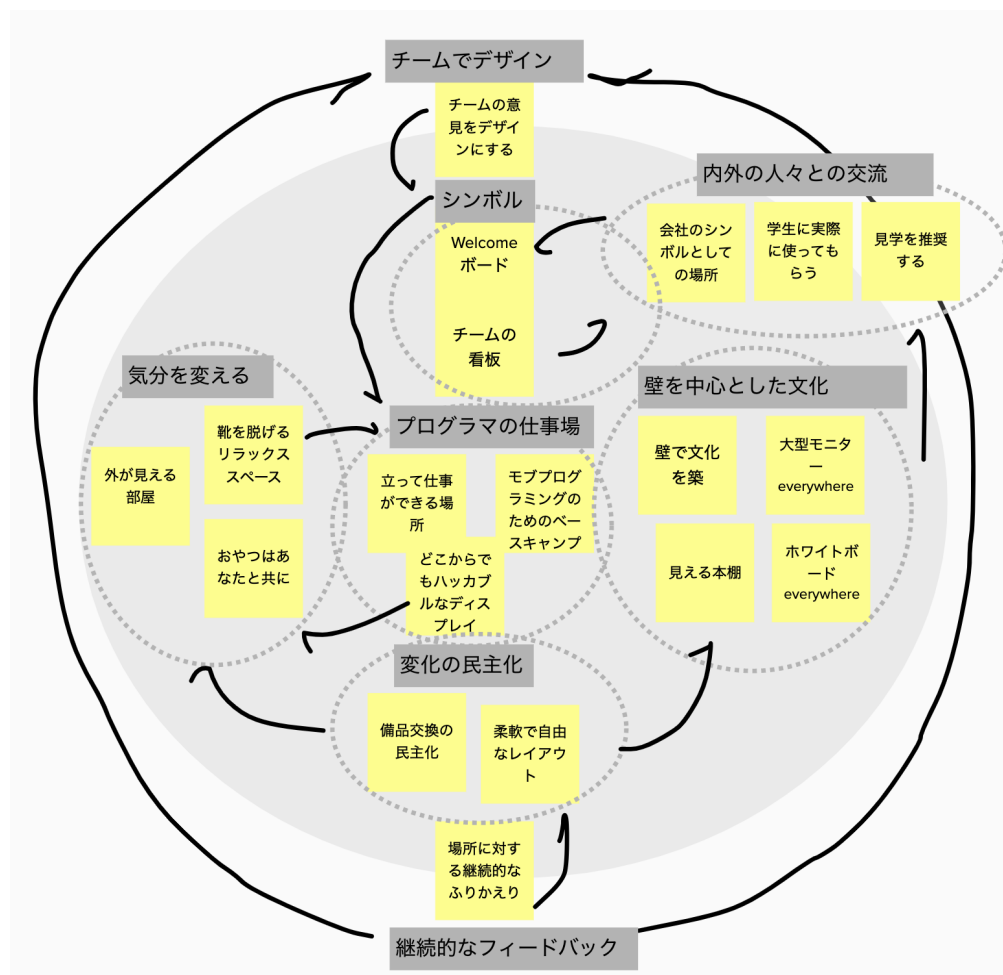 チームでデザイン
チームの意
見をデザイ
ンにする
シンボル
Welcome
ボード
チームの
看板
内外の人々との交流
会社のシン
ボルとして
の場所
学生に実際
に使っても
らう
見学を推奨
する
気分を変える
靴を脱げる
リラックス
スペース
外が見える
部屋
おやつはあ
なたと共に
プログラマの仕事場
立って仕事
ができる場
所
モブプログ
ラミングの
ためのベー
スキャンプ
どこからで
もハッカブ
ルなディス
プレイ
壁を中心とした文化
壁で文化
を築
大型モニタ
ー
everywhere
見える本棚
ホワイトボ
ード
everywhere
変化の民主化
備品交換の
民主化
柔軟で自由
なレイアウ
ト
場所に対す
る継続的な
ふりかえり
継続的なフィードバック